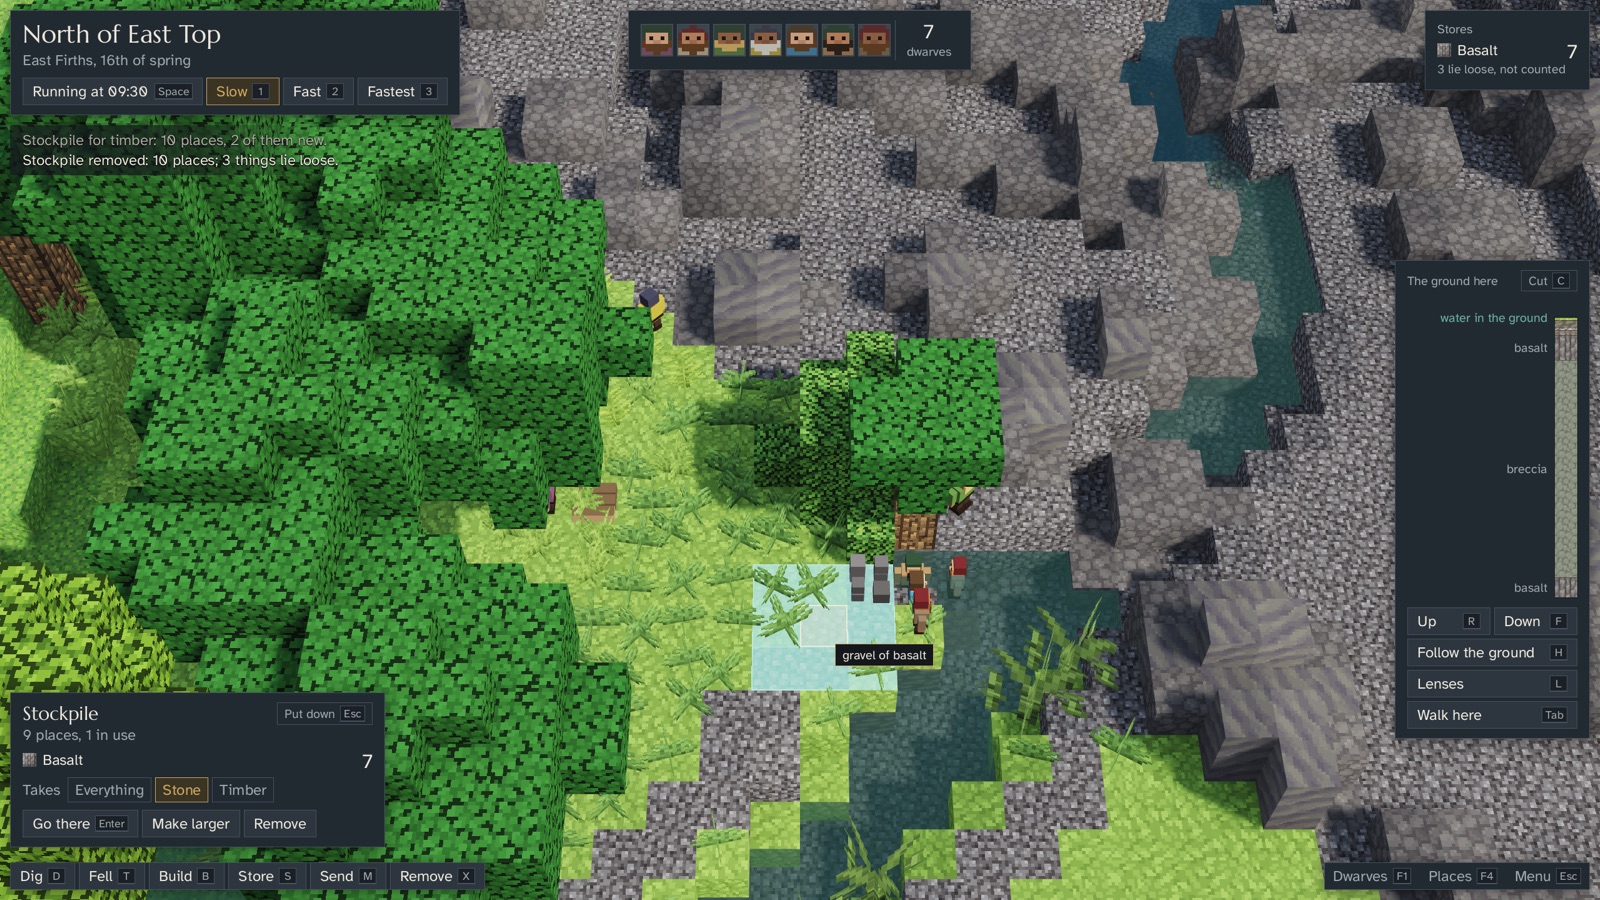 North of East Top
East Firths, 16th of spring
Running at 09:30 Space
Slow 1
Fast 2
Fastest 3
Stockpile for timber: 10 places, 2 of them new.
Stockpile removed: 10 places; 3 things lie loose.
7
dwarves
Stores
Basalt 7
3 lie loose, not counted
The ground here
Cut C
water in the ground
basalt
breccia
basalt
Up R
Down F
Follow the ground H
Lenses L
Walk here Tab
gravel of basalt
Stockpile
Put down Esc
9 places, 1 in use
Basalt 7
Takes Everything Stone Timber
Go there Enter
Make larger
Remove
Dig D
Fell T
Build B
Store S
Send M
Remove X
Dwarves F1
Places F4
Menu Esc